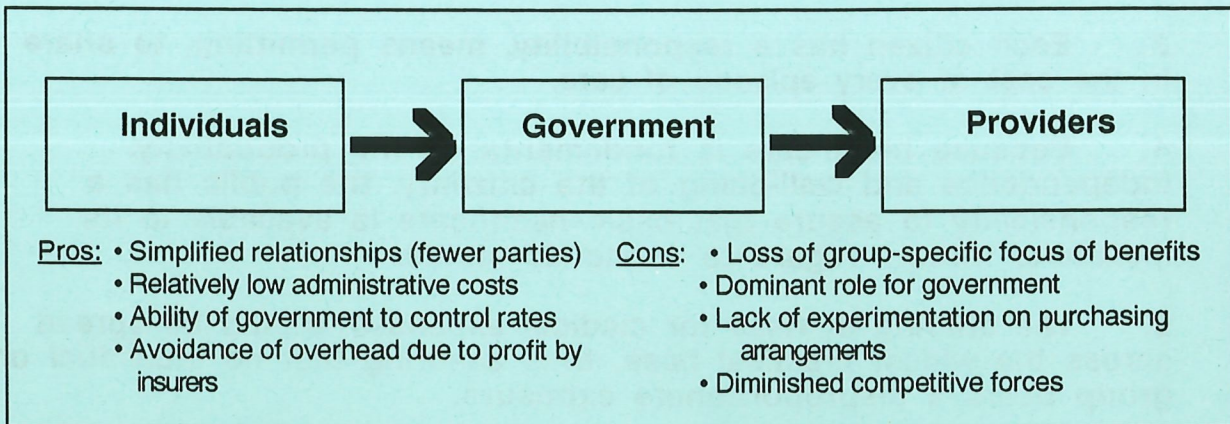 Individuals
Government
Providers
Pros: • Simplified relationships (fewer parties)
• Relatively low administrative costs
• Ability of government to control rates
• Avoidance of overhead due to profit by
insurers
Cons: • Loss of group-specific focus of benefits
• Dominant role for government
• Lack of experimentation on purchasing
arrangements
• Diminished competitive forces